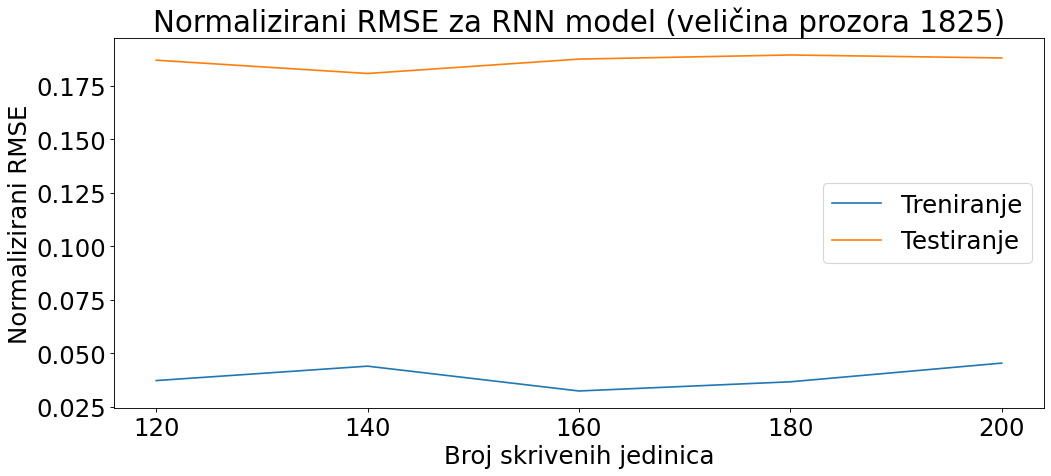 Normalizirani RMSE za RNN model (veličina prozora 1825)
Normalizirani RMSE
0.175
0.150
0.125
0.100
0.075
0.050
0.025
Treniranje
Testiranje
120 140 160 180 200
Broj skrivenih jedinica